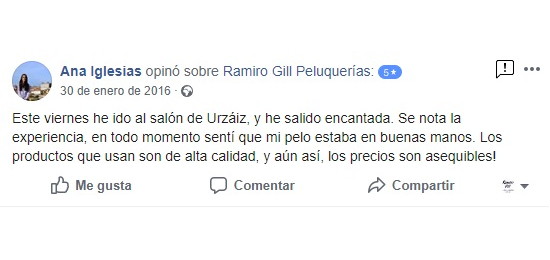 Ana Iglesias opinó sobre Ramiro Gill Peluquerías: 5★
30 de enero de 2016 ·
Este viernes he ido al salón de Urzáiz, y he salido encantada. Se nota la
experiencia, en todo momento sentí que mi pelo estaba en buenas manos. Los
productos que usan son de alta calidad, y aún así, los precios son asequibles!
Me gusta Comentar Compartir